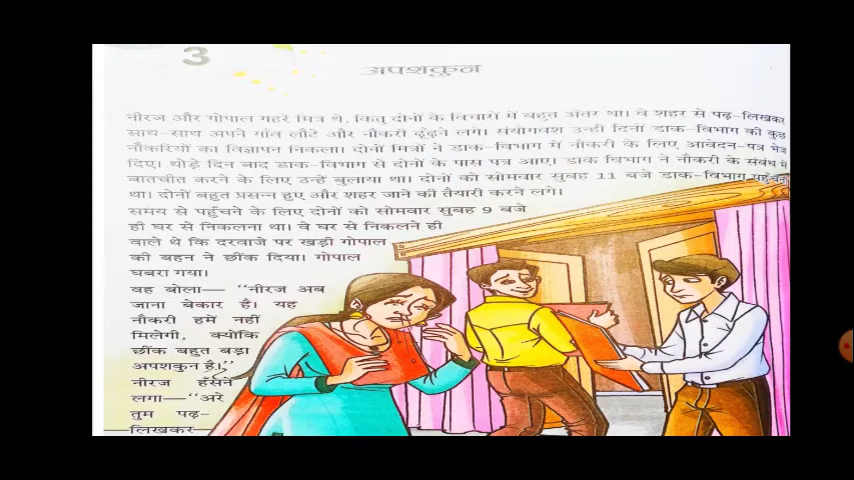 3
अपशकुन
नीरज और गोपाल गहरे मित्र थे, किंतु दोनों के विचारों में बहुत अंतर था। वे शहर से पढ़-लिखकर
साथ-साथ अपने गाँव लौटे और नौकरी ढूँढ़ने लगे। संयोगवश उन्हीं दिनों डाक-विभाग की कुछ
नौकरियों का विज्ञापन निकला। दोनों मित्रों ने डाक-विभाग में नौकरी के लिए आवेदन-पत्र भेज
दिए। थोड़े दिन बाद डाक-विभाग से दोनों के पास पत्र आए। डाक विभाग ने नौकरी के संबंध में
बातचीत करने के लिए उन्हें बुलाया था। दोनों को सोमवार सुबह 11 बजे डाक-विभाग पहुँचना
था। दोनों बहुत प्रसन्न हुए और शहर जाने की तैयारी करने लगे।
समय से पहुँचने के लिए दोनों को सोमवार सुबह 9 बजे
ही घर से निकलना था। वे घर से निकलने ही
वाले थे कि दरवाजे पर खड़ी गोपाल
की बहन ने छींक दिया। गोपाल
घबरा गया।
वह बोला— “नीरज अब
जाना बेकार है। यह
नौकरी हमें नहीं
मिलेगी, क्योंकि
छींक बहुत बड़ा
अपशकुन है।”
नीरज हँसने
लगा— “अरे
तुम पढ़-
लिखकर